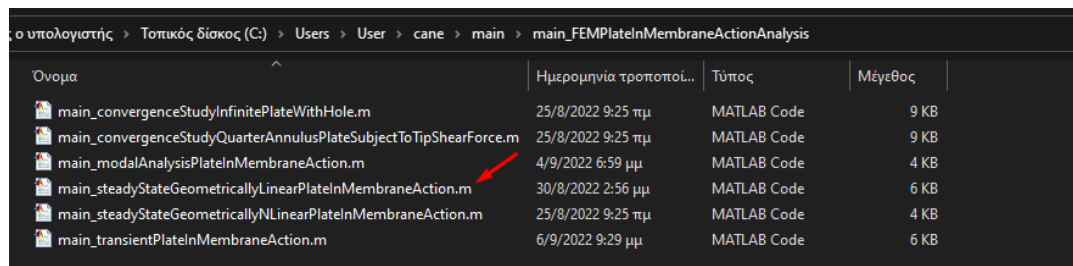 ς ο υπολογιστής > Τοπικός δίσκος (C:) > Users > User > cane > main > main_FEMPlateInMembraneActionAnalysis
Όνομα Ημερομηνία τροποποί... Τύπος Μέγεθος
main_convergenceStudyInfinitePlateWithHole.m 25/8/2022 9:25 πμ MATLAB Code 9 KB
main_convergenceStudyQuarterAnnulusPlateSubjectToTipShearForce.m 25/8/2022 9:25 πμ MATLAB Code 9 KB
main_modalAnalysisPlateInMembraneAction.m 4/9/2022 6:59 μμ MATLAB Code 4 KB
main_steadyStateGeometricallyLinearPlateInMembraneAction.m 30/8/2022 2:56 μμ MATLAB Code 6 KB
main_steadyStateGeometricallyNLinearPlateInMembraneAction.m 25/8/2022 9:25 πμ MATLAB Code 4 KB
main_transientPlateInMembraneAction.m 6/9/2022 9:29 μμ MATLAB Code 6 KB